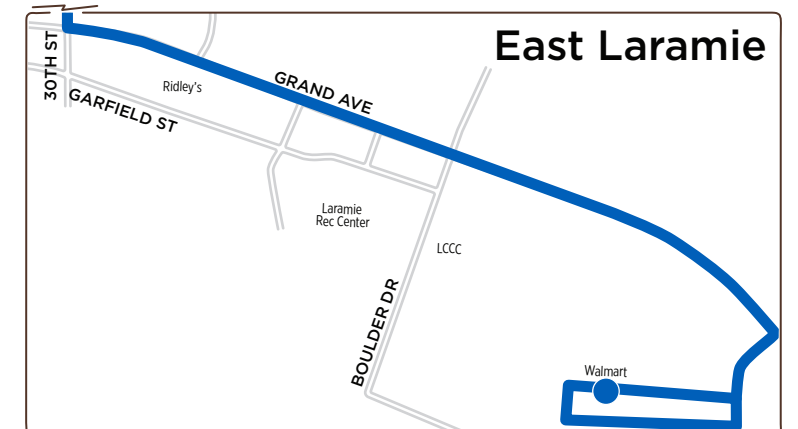 East Laramie
30TH ST
GARFIELD ST
Ridley's
GRAND AVE
Laramie
Rec Center
LCCC
BOULDER DR
Walmart